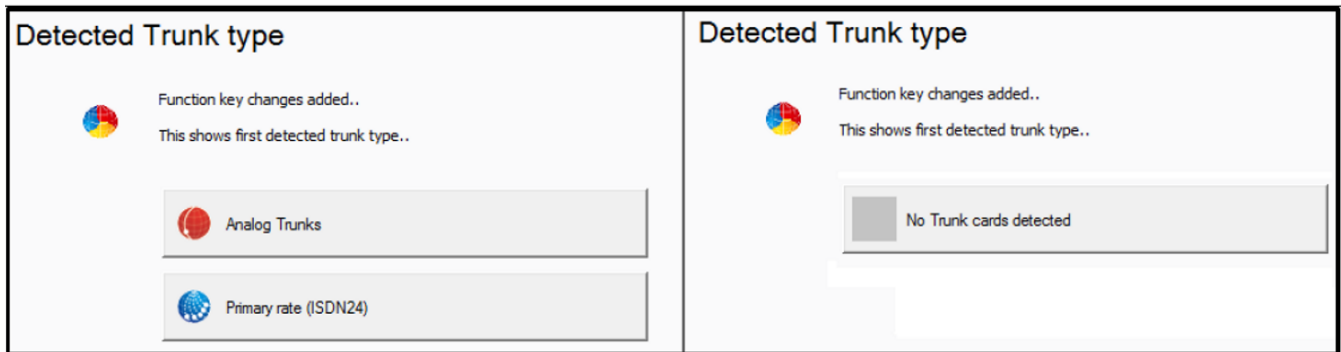 Detected Trunk type
Function key changes added..
This shows first detected trunk type..
Analog Trunks
Primary rate (ISDN24)
Detected Trunk type
Function key changes added..
This shows first detected trunk type..
No Trunk cards detected